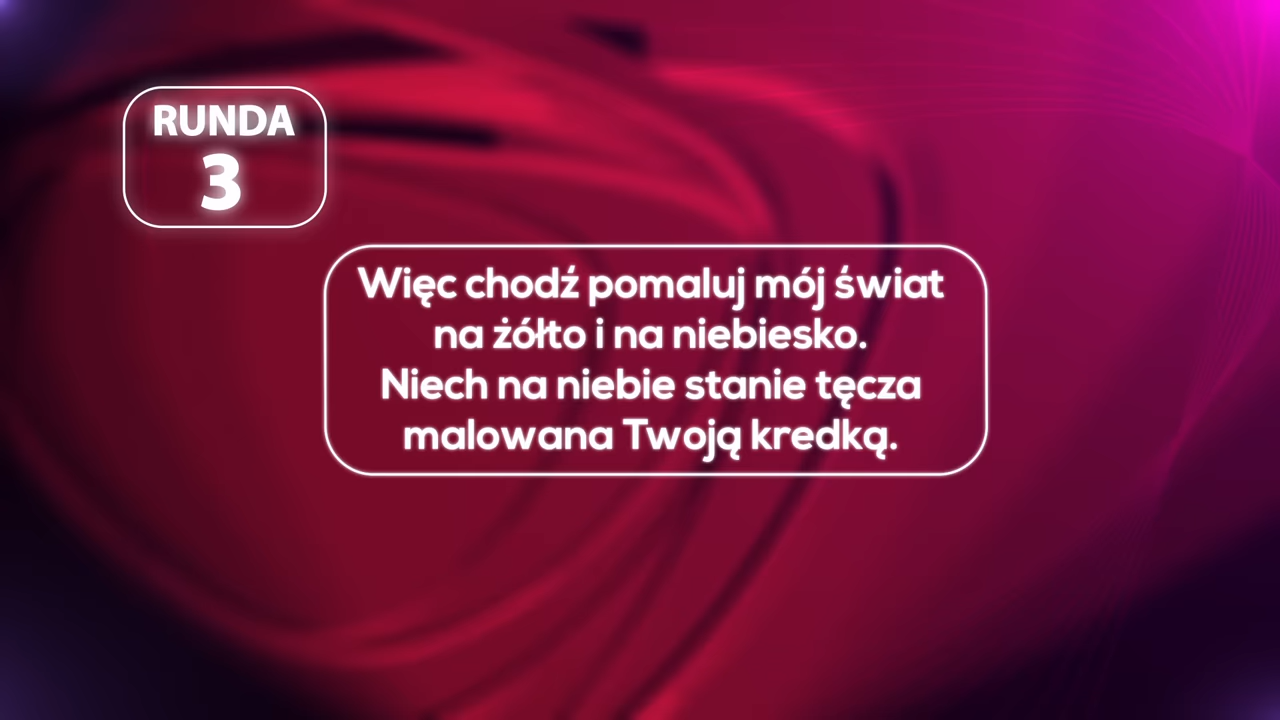 RUNDA
3
Więc chodź pomaluj mój świat
na żółto i na niebiesko.
Niech na niebie stanie tęcza
malowana Twoją kredką.